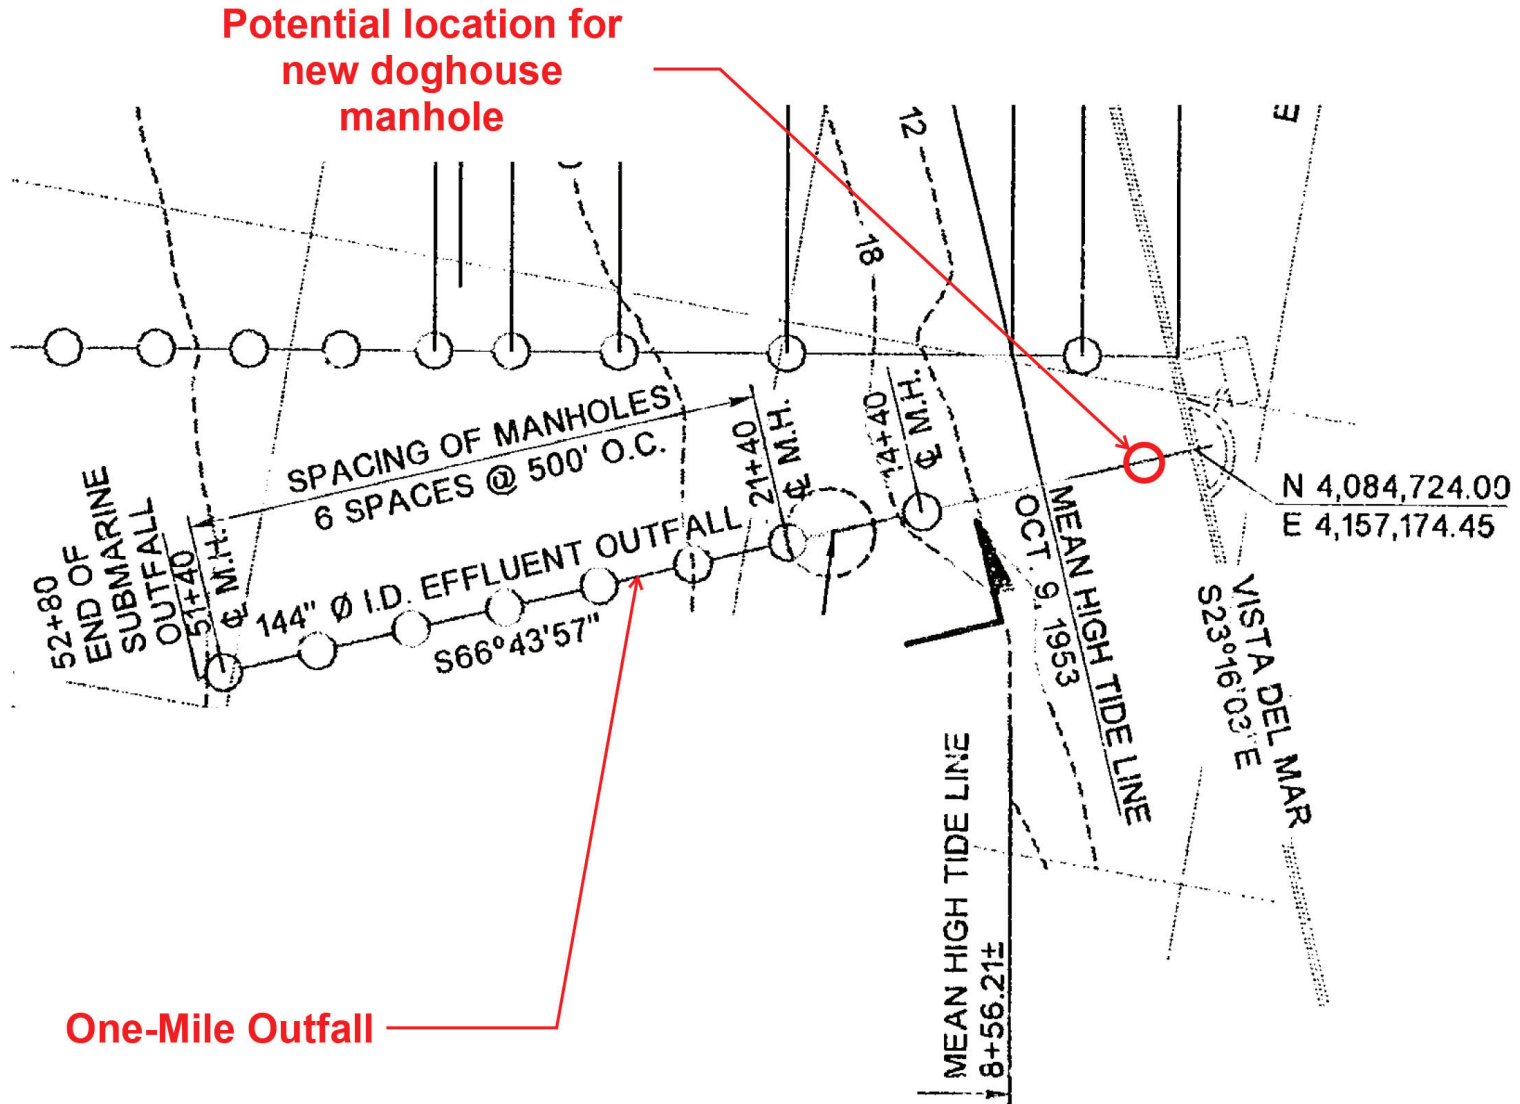 Potential location for
new doghouse
manhole
12
E
18
SPACING OF MANHOLES
6 SPACES @ 500' O.C.
21+40
℄ M.H.
14+40
℄ M.H.
N 4,084,724.00
E 4,157,174.45
52+80
END OF
SUBMARINE
OUTFALL
51+40
℄ M.H.
144" Ø I.D. EFFLUENT OUTFALL
S66°43'57"
MEAN HIGH TIDE LINE
OCT. 9, 1953
VISTA DEL MAR
S23°16'03"E
MEAN HIGH TIDE LINE
8+56.21±
One-Mile Outfall